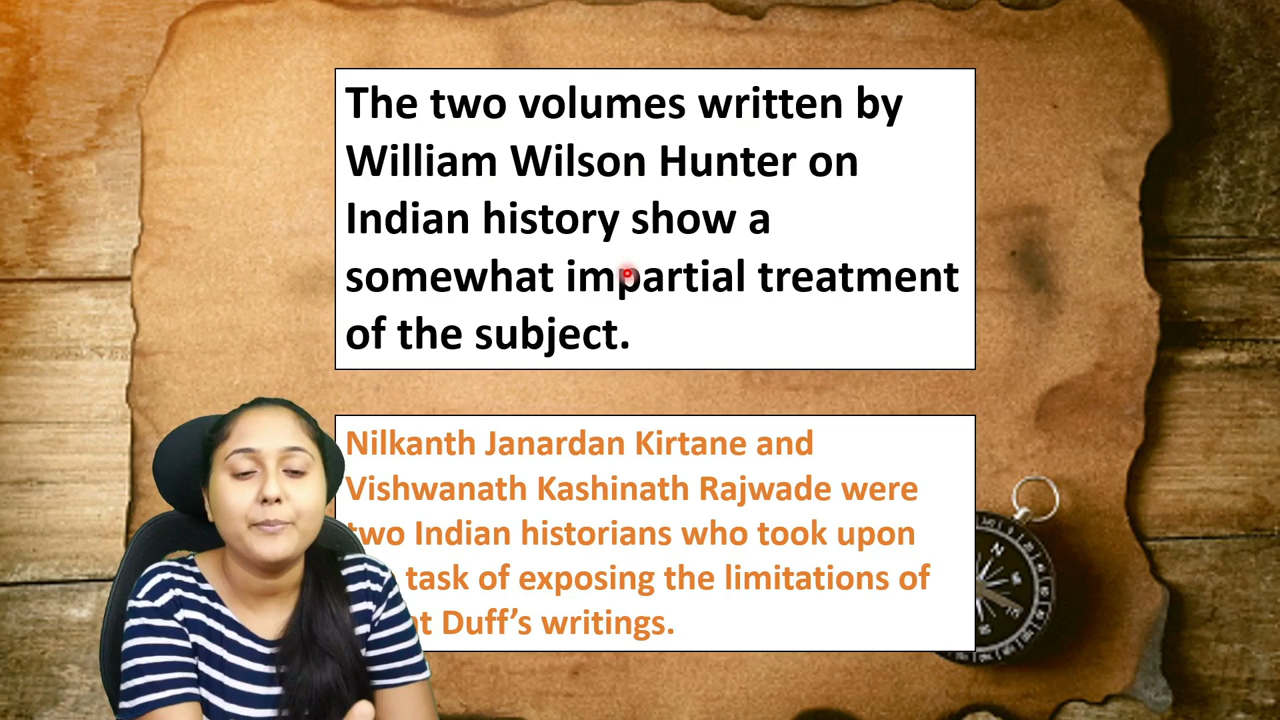 The two volumes written by
William Wilson Hunter on
Indian history show a
somewhat impartial treatment
of the subject.
Nilkanth Janardan Kirtane and
Vishwanath Kashinath Rajwade were
two Indian historians who took upon
task of exposing the limitations of
Duff’s writings.
N